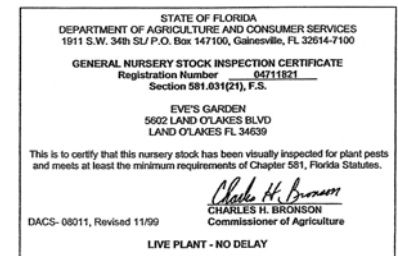 STATE OF FLORIDA
DEPARTMENT OF AGRICULTURE AND CONSUMER SERVICES
1911 S.W. 34th St./ P.O. Box 147100, Gainesville, FL 32614-7100
GENERAL NURSERY STOCK INSPECTION CERTIFICATE
Registration Number 04711821
Section 581.031(21), F.S.
EVE'S GARDEN
5602 LAND O'LAKES BLVD
LAND O'LAKES FL 34639
This is to certify that this nursery stock has been visually inspected for plant pests
and meets at least the minimum requirements of Chapter 581, Florida Statutes.
Charles H. Bronson
CHARLES H. BRONSON
DACS- 08011, Revised 11/99 Commissioner of Agriculture
LIVE PLANT - NO DELAY